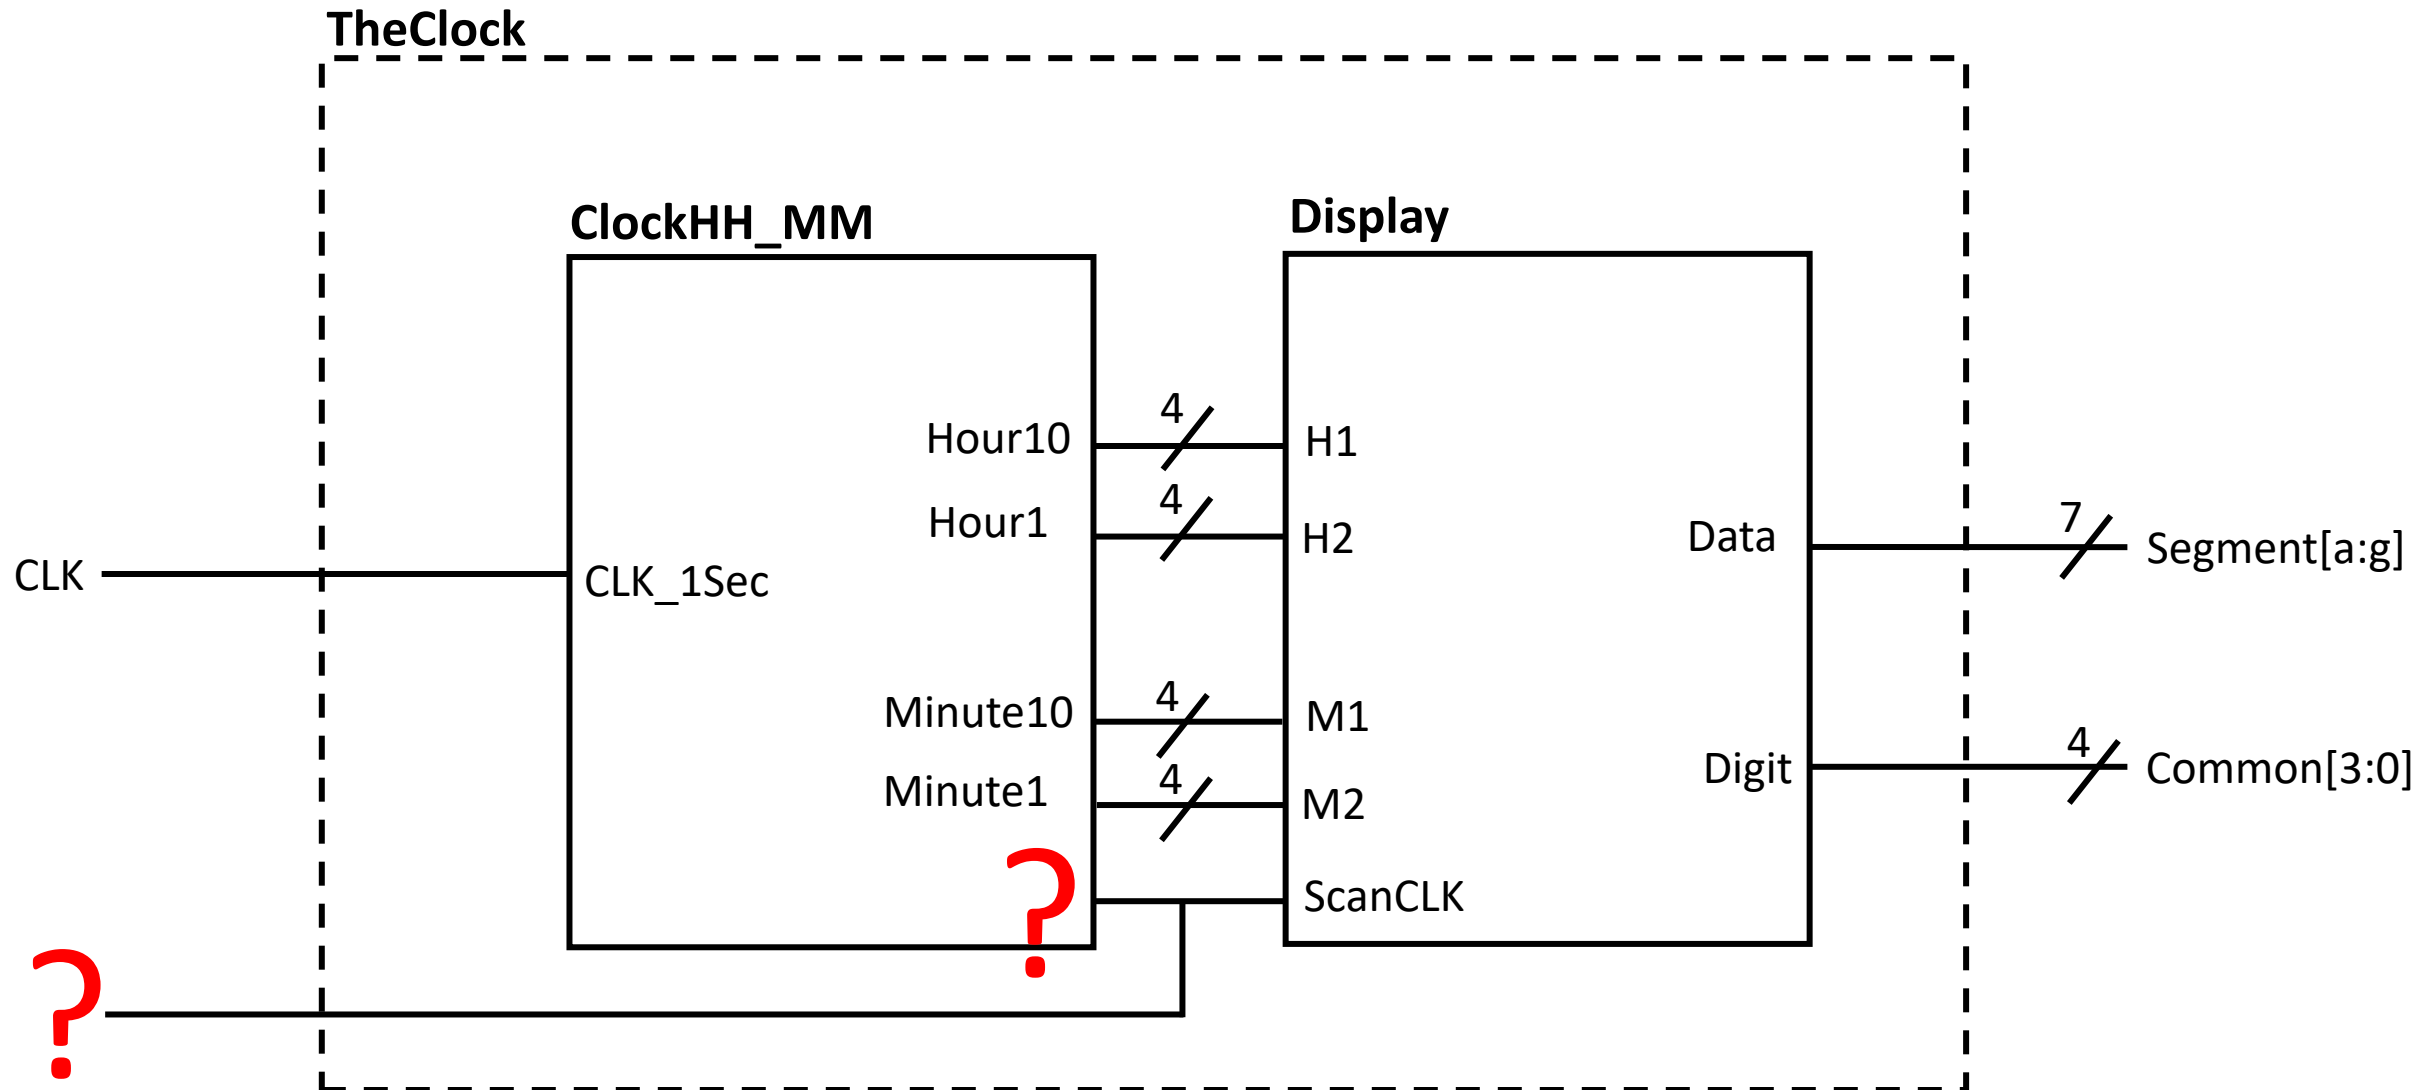 TheClock
ClockHH_MM
Display
Hour10
4
H1
Hour1
4
H2
Data
7
Segment[a:g]
CLK
CLK_1Sec
Minute10
4
M1
Minute1
4
M2
Digit
4
Common[3:0]
?
ScanCLK
?